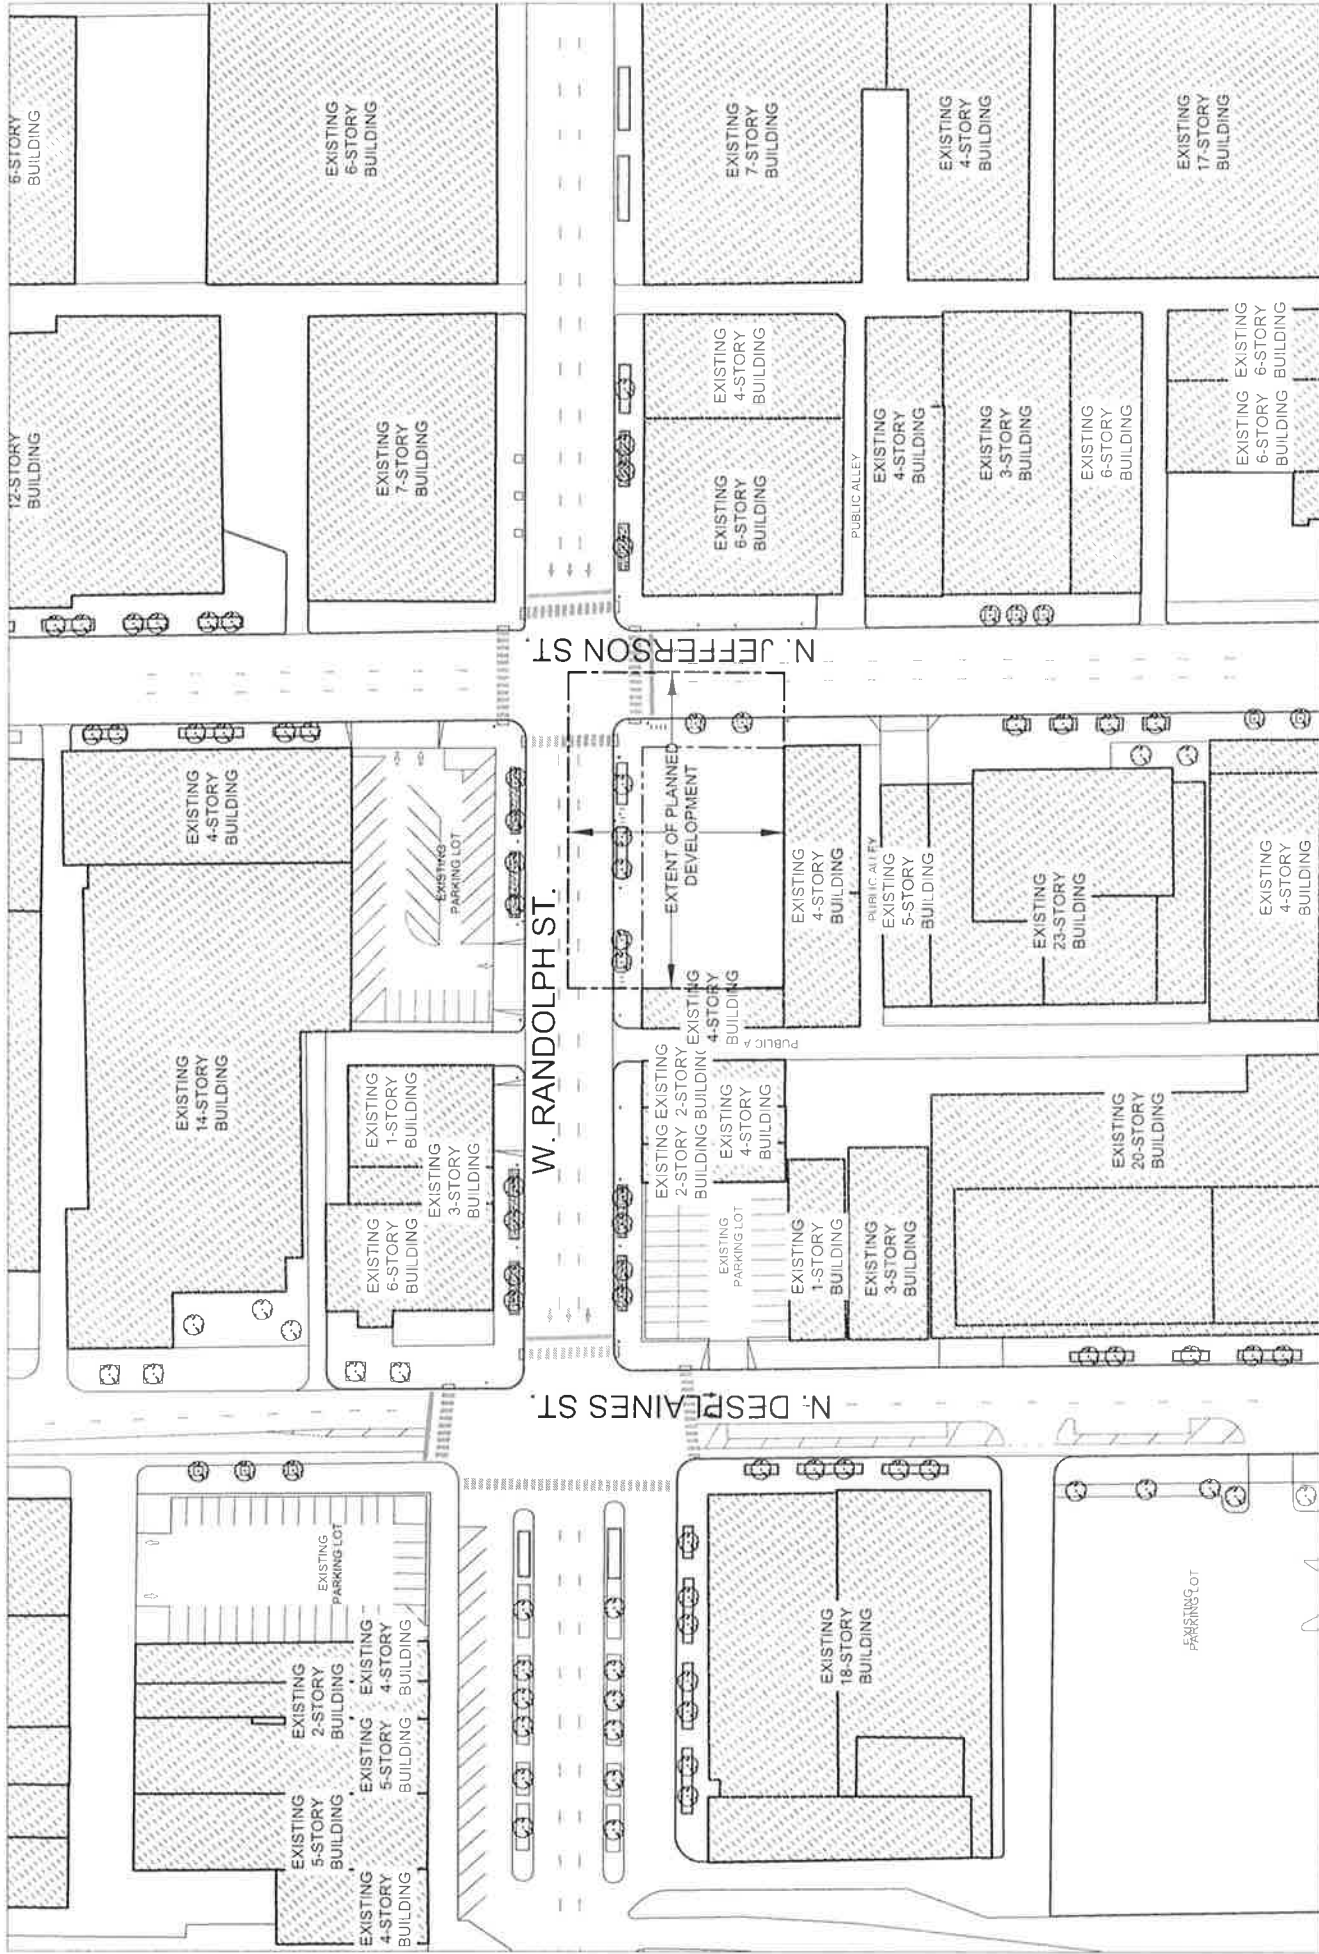 12-STORY
BUILDING
6-STORY
BUILDING
EXISTING
14-STORY
BUILDING
EXISTING
4-STORY
BUILDING
EXISTING
5-STORY
BUILDING
EXISTING
2-STORY
BUILDING
EXISTING
PARKING LOT
EXISTING
6-STORY
BUILDING
EXISTING
4-STORY
BUILDING
EXISTING
5-STORY
BUILDING
EXISTING
4-STORY
BUILDING
EXISTING
6-STORY
BUILDING
EXISTING
1-STORY
BUILDING
EXISTING
3-STORY
BUILDING
EXISTING
PARKING LOT
EXISTING
7-STORY
BUILDING
W. RANDOLPH ST.
N. DESPLAINES ST.
N. JEFFERSON ST.
EXISTING
2-STORY
BUILDING
EXISTING
2-STORY
BUILDING
EXISTING
4-STORY
BUILDING
EXTENT OF PLANNED
DEVELOPMENT
EXISTING
PARKING LOT
EXISTING
4-STORY
BUILDING
EXISTING
6-STORY
BUILDING
EXISTING
4-STORY
BUILDING
EXISTING
7-STORY
BUILDING
PUBLIC A
EXISTING
18-STORY
BUILDING
EXISTING
1-STORY
BUILDING
EXISTING
4-STORY
BUILDING
PUBLIC ALLEY
EXISTING
3-STORY
BUILDING
PUBLIC ALLEY
EXISTING
5-STORY
BUILDING
EXISTING
4-STORY
BUILDING
EXISTING
4-STORY
BUILDING
EXISTING
3-STORY
BUILDING
EXISTING
23-STORY
BUILDING
EXISTING
6-STORY
BUILDING
EXISTING
20-STORY
BUILDING
EXISTING
PARKING LOT
EXISTING
17-STORY
BUILDING
EXISTING
4-STORY
BUILDING
EXISTING
6-STORY
BUILDING
EXISTING
6-STORY
BUILDING